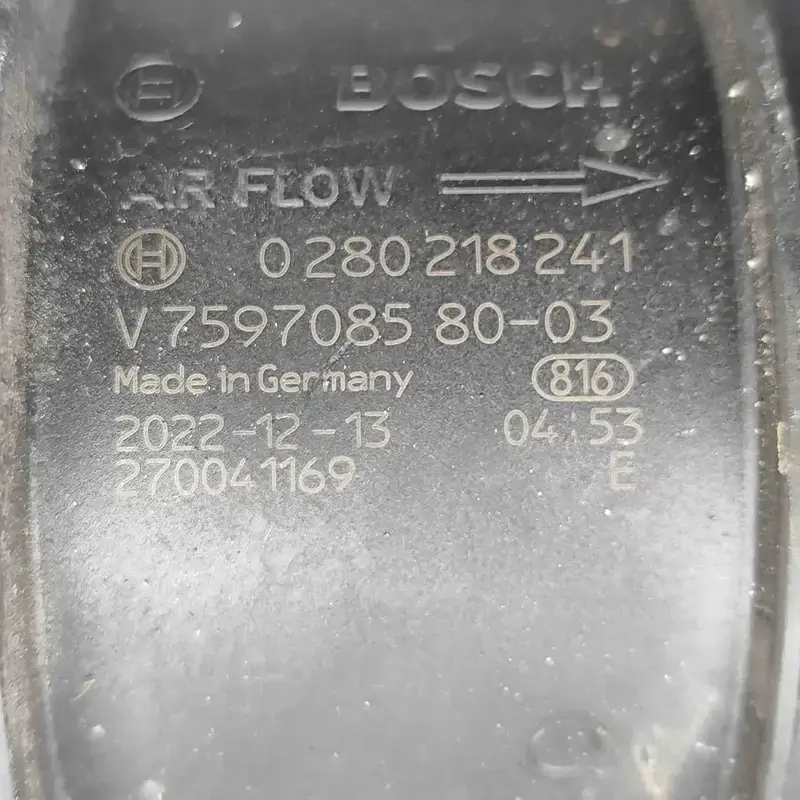 BOSCH
AIR FLOW
0 280 218 241
V 7597085 80-03
Made in Germany 816
2022-12-13 04:53
270041169 E